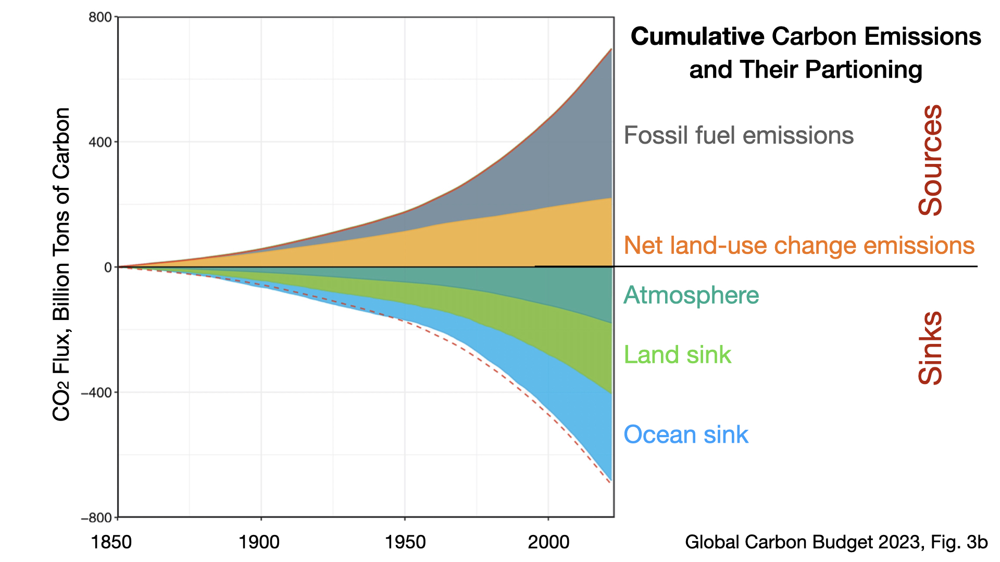 Cumulative Carbon Emissions
and Their Partioning
CO2 Flux, Billion Tons of Carbon
800
400
0
−400
−800
1850
1900
1950
2000
Fossil fuel emissions
Net land-use change emissions
Sources
Atmosphere
Land sink
Ocean sink
Sinks
Global Carbon Budget 2023, Fig. 3b